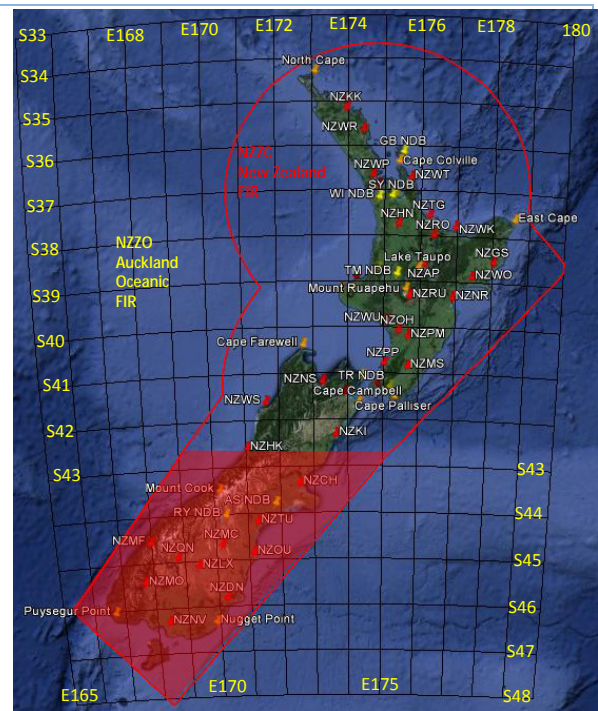 S33
E168
E170
E172
E174
E176
E178
180
S34
North Cape
S35
NZKK
NZWR
S36
GB NDB
NZZC
New Zealand
FIR
Cape Colville
NZWP
NZWT
SY NDB
S37
WI NDB
NZTG
NZHN
East Cape
NZRO
NZWK
S38
NZZO
Auckland
Oceanic
FIR
Lake Taupo
NZGS
TM NDB
NZAP
NZWO
S39
Mount Ruapehu
NZRU
NZNR
NZWU
NZOH
S40
Cape Farewell
NZPM
NZPP
S41
NZNS
TR NDB
NZMS
Cape Campbell
NZWS
Cape Palliser
S42
NZKI
NZHK
S43
S43
Mount Cook
NZCH
AS NDB
RY NDB
S44
NZTU
NZMF
NZMC
NZQN
NZOU
S45
NZLX
NZMO
NZDN
S46
Puysegur Point
NZNV
Nugget Point
S47
E165
E170
E175
S48